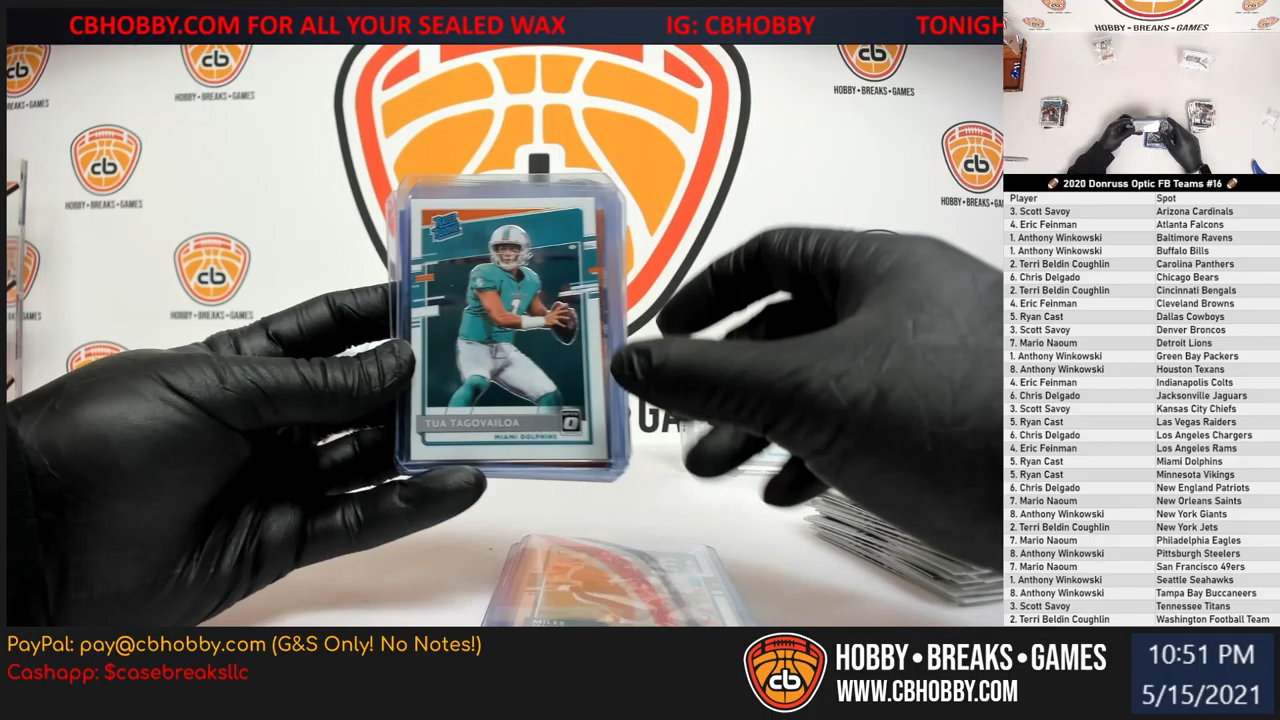 CBHOBBY.COM FOR ALL YOUR SEALED WAX IG: CBHOBBY TONIGH
cb
HOBBY•BREAKS•GAMES
cb
HOBBY•BREAKS•GAMES
cb
HOBBY•BREAKS•GAMES
cb
HOBBY•BREAKS•GAMES
cb
HOBBY•BREAKS•GAMES
HOBBY•BREAKS•GAMES
GA
TUA TAGOVAILOA
MIAMI DOLPHINS
MILES
🏈 2020 Donruss Optic FB Teams #16 🏈
Player Spot
3. Scott Savoy Arizona Cardinals
4. Eric Feinman Atlanta Falcons
1. Anthony Winkowski Baltimore Ravens
1. Anthony Winkowski Buffalo Bills
2. Terri Beldin Coughlin Carolina Panthers
6. Chris Delgado Chicago Bears
2. Terri Beldin Coughlin Cincinnati Bengals
4. Eric Feinman Cleveland Browns
5. Ryan Cast Dallas Cowboys
3. Scott Savoy Denver Broncos
7. Mario Naoum Detroit Lions
1. Anthony Winkowski Green Bay Packers
8. Anthony Winkowski Houston Texans
4. Eric Feinman Indianapolis Colts
6. Chris Delgado Jacksonville Jaguars
3. Scott Savoy Kansas City Chiefs
5. Ryan Cast Las Vegas Raiders
6. Chris Delgado Los Angeles Chargers
4. Eric Feinman Los Angeles Rams
5. Ryan Cast Miami Dolphins
5. Ryan Cast Minnesota Vikings
6. Chris Delgado New England Patriots
7. Mario Naoum New Orleans Saints
8. Anthony Winkowski New York Giants
2. Terri Beldin Coughlin New York Jets
7. Mario Naoum Philadelphia Eagles
8. Anthony Winkowski Pittsburgh Steelers
7. Mario Naoum San Francisco 49ers
1. Anthony Winkowski Seattle Seahawks
8. Anthony Winkowski Tampa Bay Buccaneers
3. Scott Savoy Tennessee Titans
2. Terri Beldin Coughlin Washington Football Team
PayPal: pay@cbhobby.com (G&S Only! No Notes!)
Cashapp: $casebreaksllc
cb
HOBBY•BREAKS•GAMES
WWW.CBHOBBY.COM
10:51 PM
5/15/2021